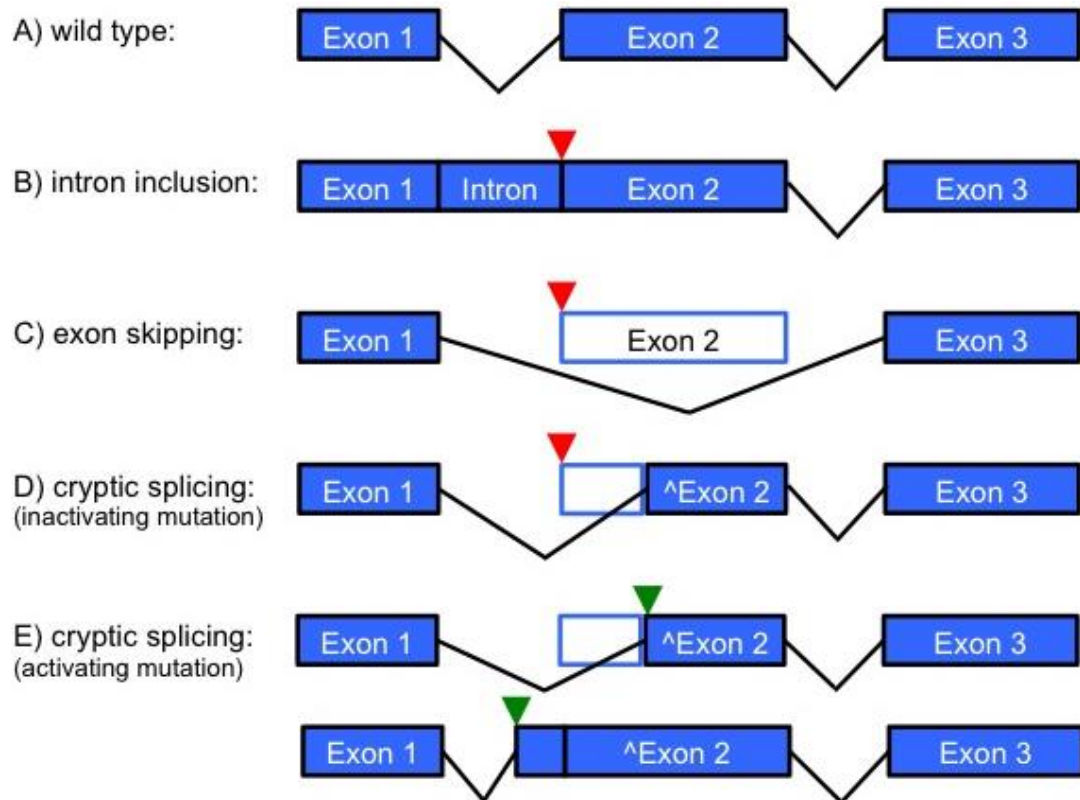 A) wild type: Exon 1 Exon 2 Exon 3
B) intron inclusion: Exon 1 Intron Exon 2 Exon 3
C) exon skipping: Exon 1 Exon 2 Exon 3
D) cryptic splicing: Exon 1 ^Exon 2 Exon 3
(inactivating mutation)
E) cryptic splicing: Exon 1 ^Exon 2 Exon 3
(activating mutation)
Exon 1 ^Exon 2 Exon 3